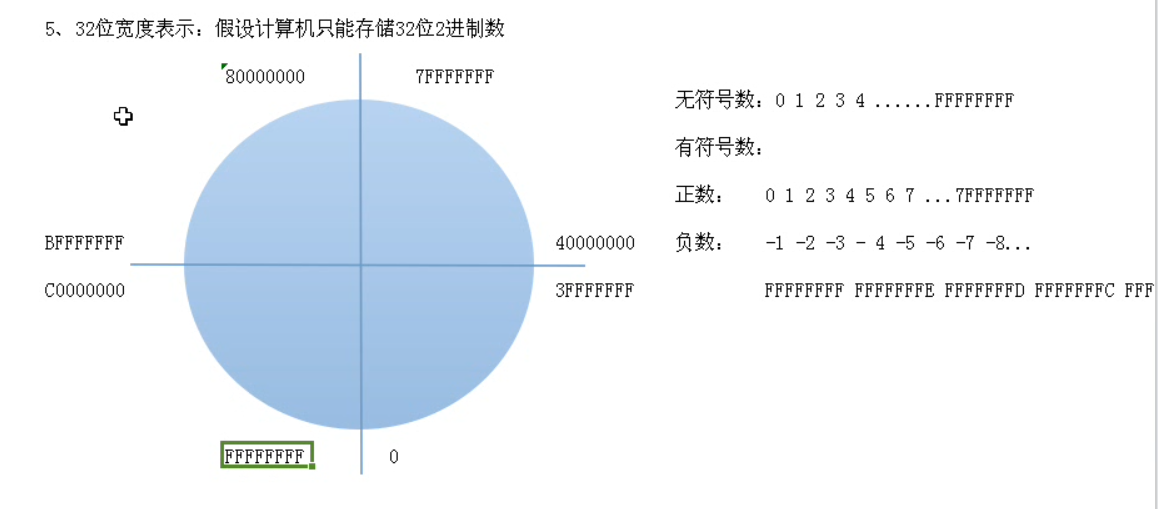 5、32位宽度表示：假设计算机只能存储32位2进制数
80000000 7FFFFFFF
无符号数：0 1 2 3 4 ......FFFFFFFF
有符号数：
正数： 0 1 2 3 4 5 6 7 ...7FFFFFFF
BFFFFFFF 40000000
负数： -1 -2 -3 - 4 -5 -6 -7 -8...
C0000000 3FFFFFFF
FFFFFFFF FFFFFFFE FFFFFFFD FFFFFFFC FFF
FFFFFFFF 0